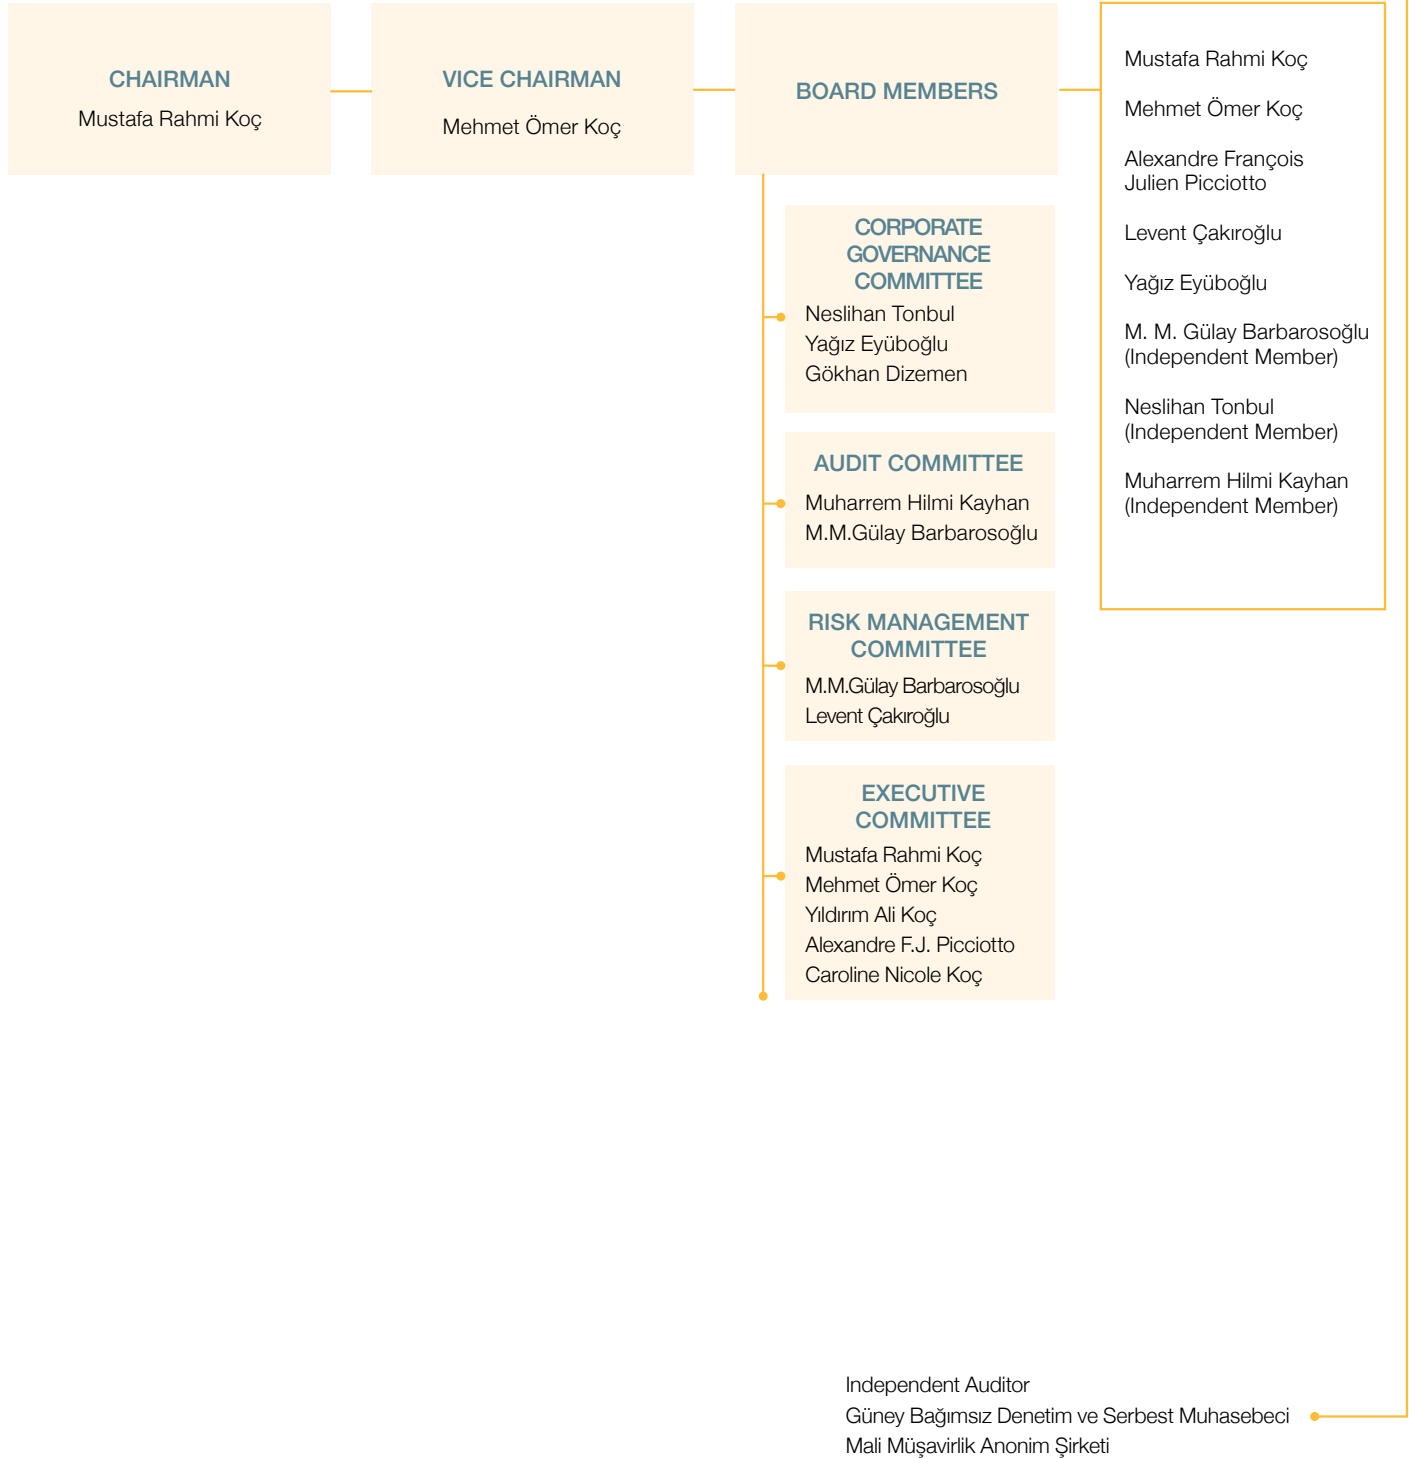 CHAIRMAN
Mustafa Rahmi Koç
VICE CHAIRMAN
Mehmet Ömer Koç
BOARD MEMBERS
Mustafa Rahmi Koç
Mehmet Ömer Koç
Alexandre François
Julien Picciotto
Levent Çakıroğlu
Yağız Eyüboğlu
M. M. Gülay Barbarosoğlu
(Independent Member)
Neslihan Tonbul
(Independent Member)
Muharrem Hilmi Kayhan
(Independent Member)
CORPORATE
GOVERNANCE
COMMITTEE
Neslihan Tonbul
Yağız Eyüboğlu
Gökhan Dizemen
AUDIT COMMITTEE
Muharrem Hilmi Kayhan
M.M.Gülay Barbarosoğlu
RISK MANAGEMENT
COMMITTEE
M.M.Gülay Barbarosoğlu
Levent Çakıroğlu
EXECUTIVE
COMMITTEE
Mustafa Rahmi Koç
Mehmet Ömer Koç
Yıldırım Ali Koç
Alexandre F.J. Picciotto
Caroline Nicole Koç
Independent Auditor
Güney Bağımsız Denetim ve Serbest Muhasebeci
Mali Müşavirlik Anonim Şirketi